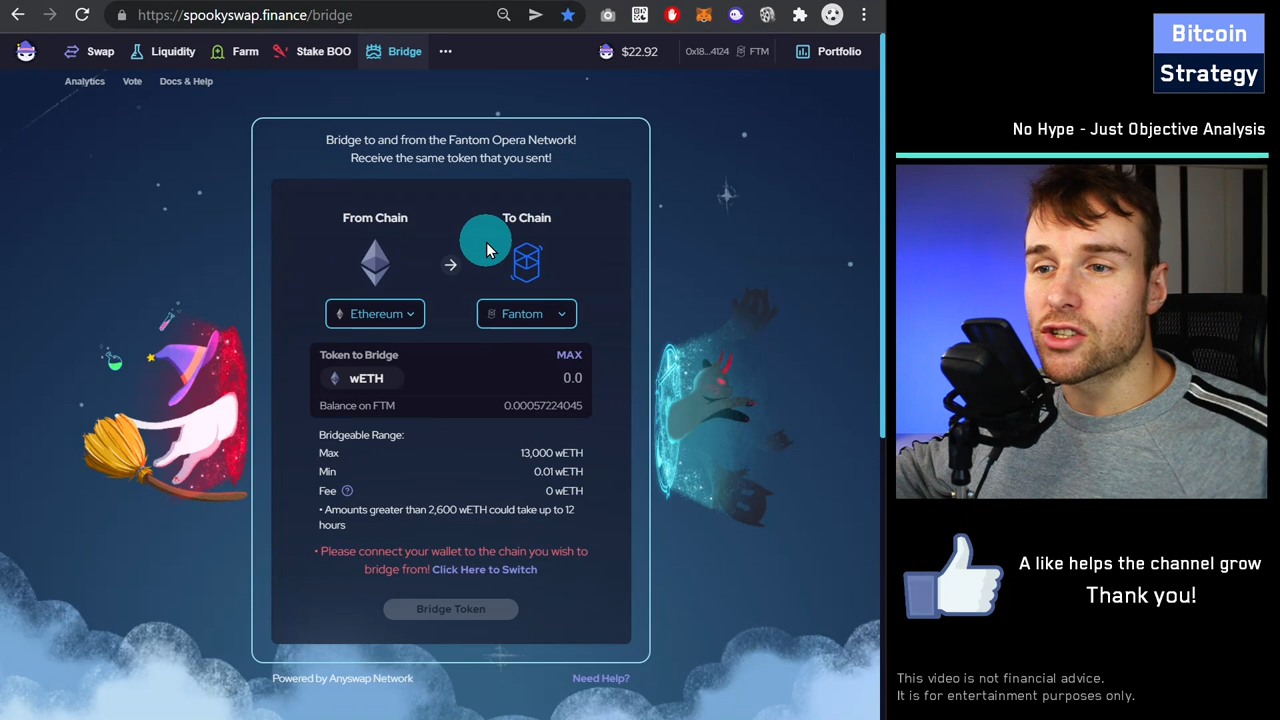 https://spookyswap.finance/bridge
Swap
Liquidity
Farm
Stake BOO
Bridge
$22.92
0x18...4124
FTM
Portfolio
Analytics
Vote
Docs & Help
Bridge to and from the Fantom Opera Network!
Receive the same token that you sent!
From Chain
To Chain
Ethereum
Fantom
Token to Bridge
MAX
wETH
0.0
Balance on FTM
0.00057224045
Bridgeable Range:
Max
13,000 wETH
Min
0.01 wETH
Fee
0 wETH
• Amounts greater than 2,600 wETH could take up to 12
hours
• Please connect your wallet to the chain you wish to
bridge from! Click Here to Switch
Bridge Token
Powered by Anyswap Network
Need Help?
Bitcoin
Strategy
No Hype - Just Objective Analysis
A like helps the channel grow
Thank you!
This video is not financial advice.
It is for entertainment purposes only.